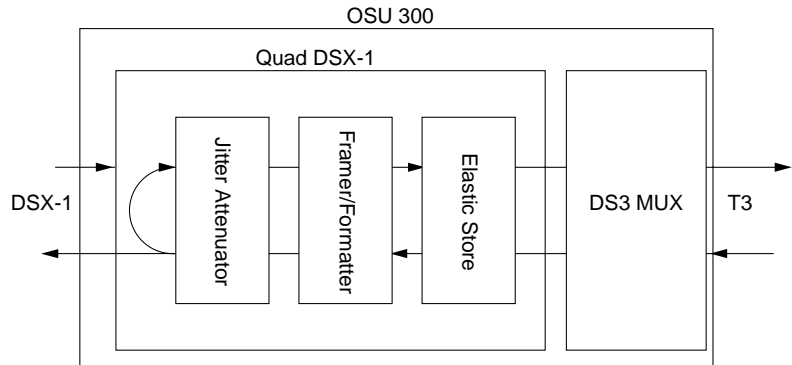 OSU 300
Quad DSX-1
Jitter Attenuator
Framer/Formatter
Elastic Store
DSX-1
DS3 MUX
T3